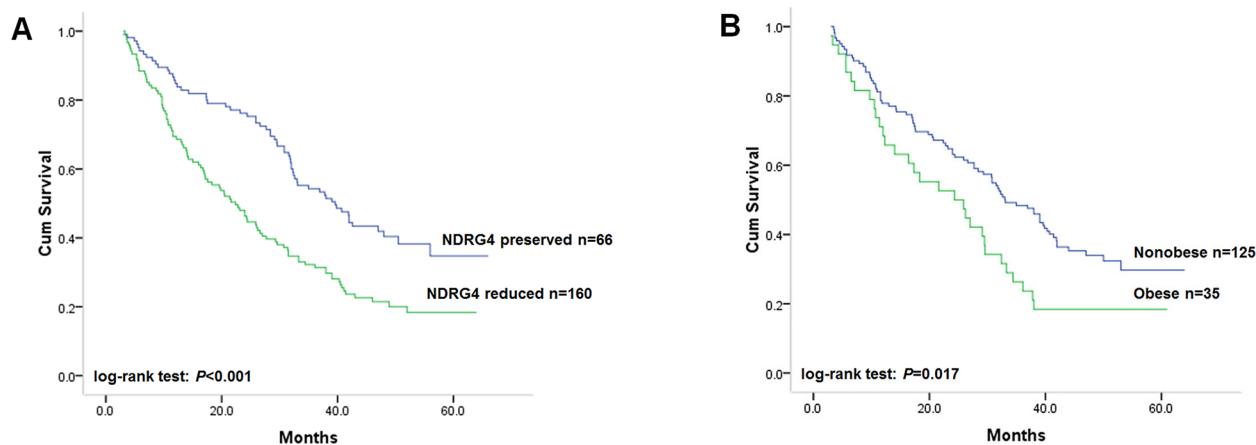 A
Cum Survival
1.0
0.8
0.6
0.4
0.2
0.0
NDRG4 preserved n=66
NDRG4 reduced n=160
log-rank test: P<0.001
0.0 20.0 40.0 60.0
Months
B
Cum Survival
1.0
0.8
0.6
0.4
0.2
0.0
Nonobese n=125
Obese n=35
log-rank test: P=0.017
0.0 20.0 40.0 60.0
Months